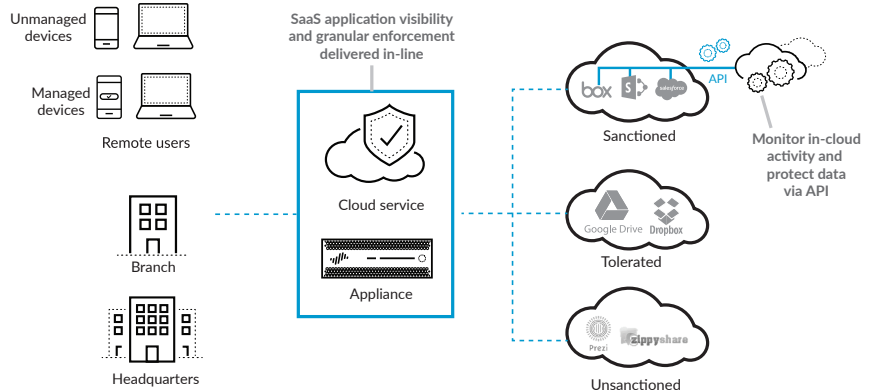 Unmanaged
devices
Managed
devices
Remote users
Branch
Headquarters
SaaS application visibility
and granular enforcement
delivered in-line
Cloud service
Appliance
box
S
salesforce
API
Sanctioned
Monitor in-cloud
activity and
protect data
via API
Google Drive
Dropbox
Tolerated
Prezi
zippyshare
Unsanctioned